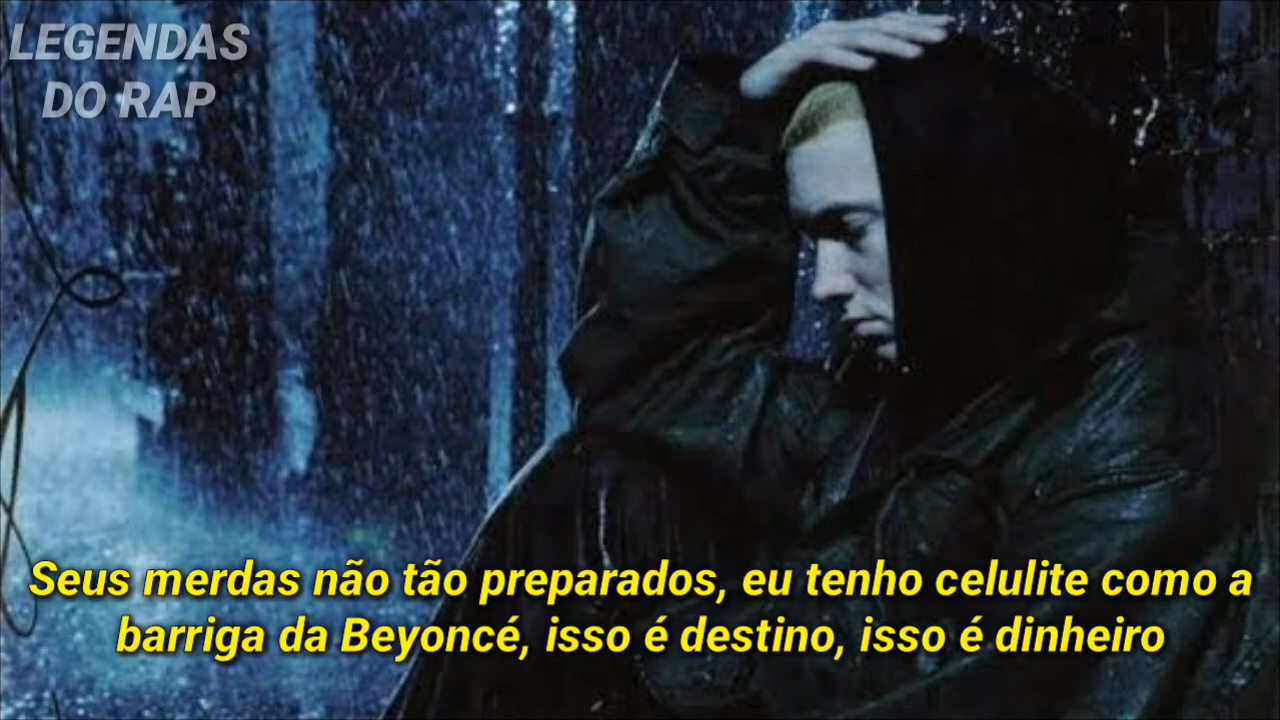 LEGENDAS
DO RAP
Seus merdas não tão preparados, eu tenho celulite como a
barriga da Beyoncé, isso é destino, isso é dinheiro